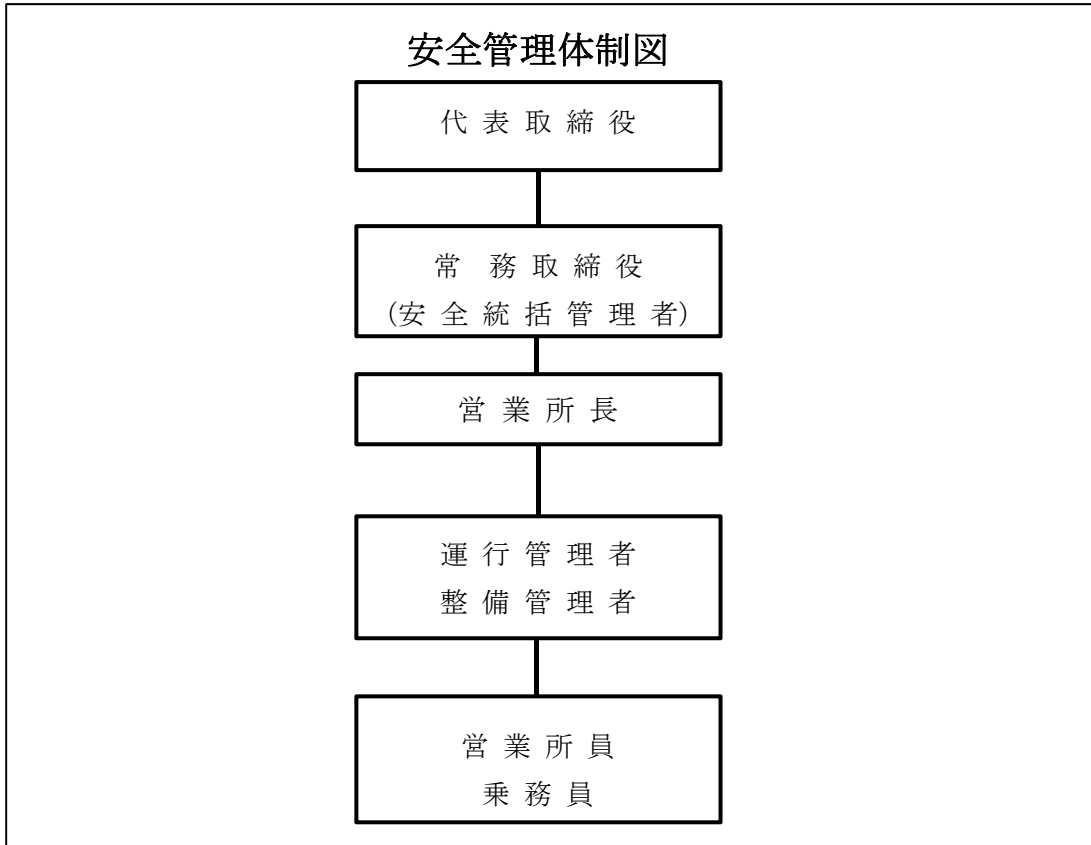 安全管理体制図
代表取締役
常務取締役
(安全統括管理者)
営業所長
運行管理者
整備管理者
営業所員
乗務員